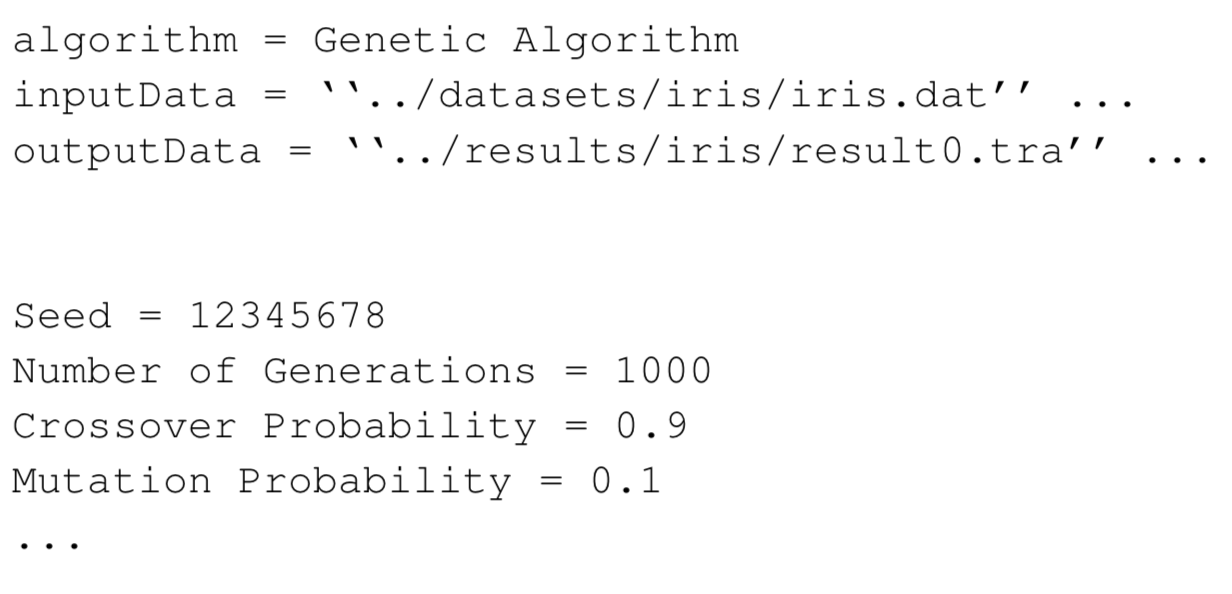 algorithm = Genetic Algorithm
inputData = ‘‘../datasets/iris/iris.dat’’ ...
outputData = ‘‘../results/iris/result0.tra’’ ...
Seed = 12345678
Number of Generations = 1000
Crossover Probability = 0.9
Mutation Probability = 0.1
...